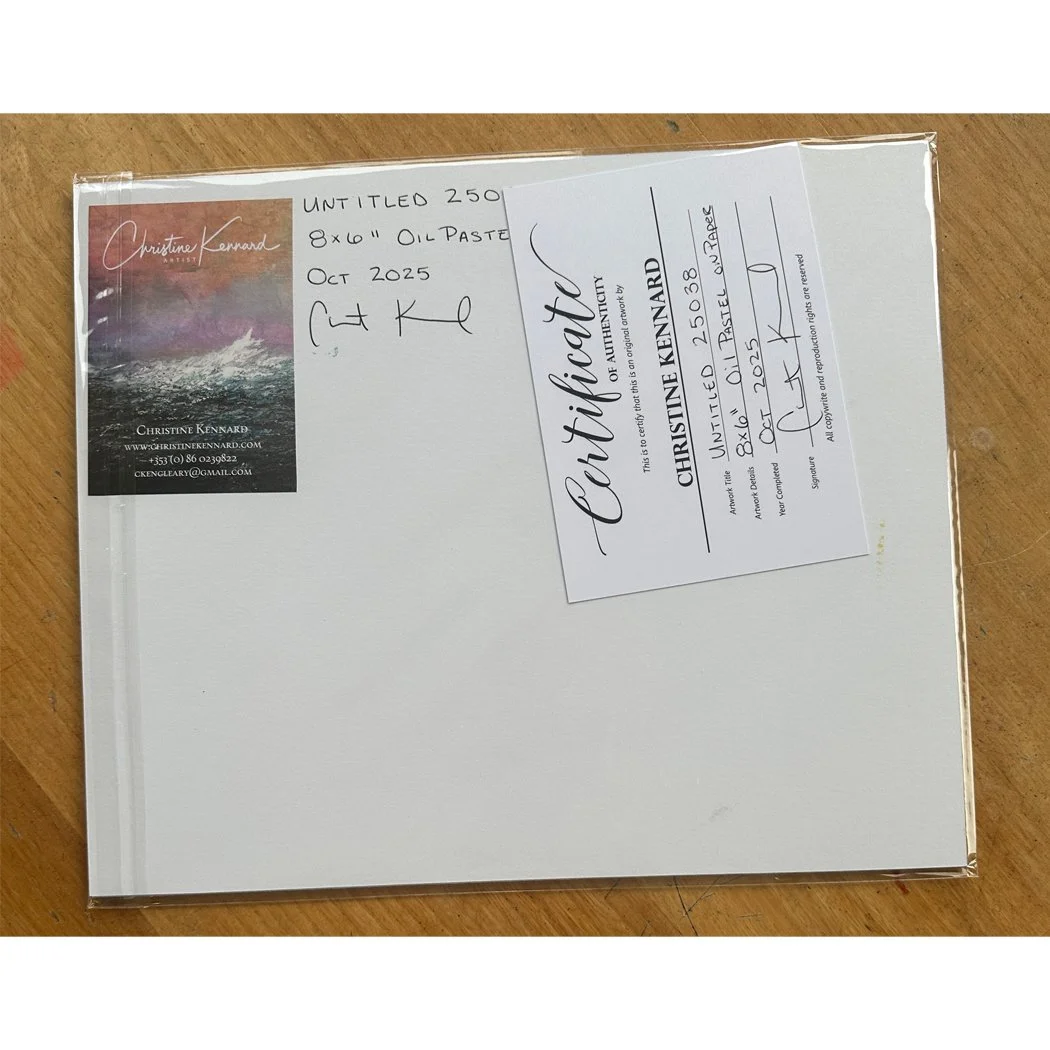 Christine Kennard
ARTIST
CHRISTINE KENNARD
WWW.CHRISTINEKENNARD.COM
+353 (0) 86 0239822
CKENGLEARY@GMAIL.COM
UNTITLED 250
8x6" OIL PASTE
OCT 2025
Certificate
OF AUTHENTICITY
This is to certify that this is an original artwork by
CHRISTINE KENNARD
Artwork Title UNTITLED 25038
Artwork Details 8x6" OIL PASTEL ON PAPER
Year Completed OCT 2025
Signature
All copywrite and reproduction rights are reserved